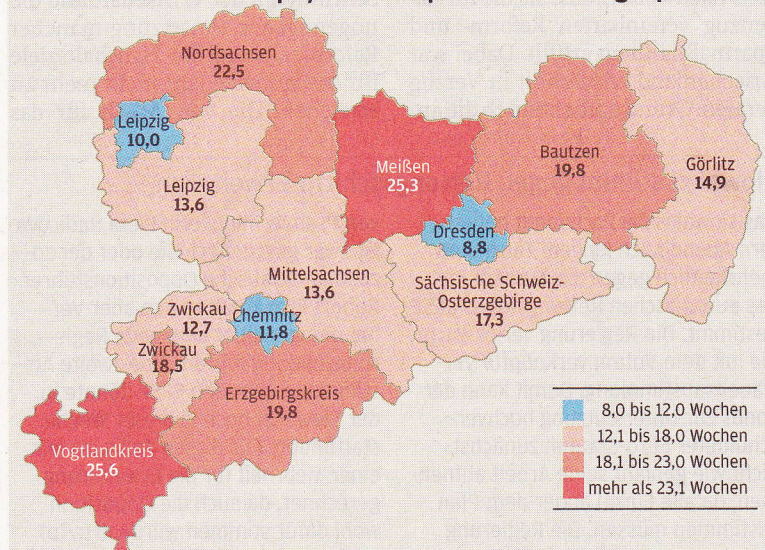 Nordsachsen
22,5
Leipzig
10,0
Leipzig
13,6
Meißen
25,3
Bautzen
19,8
Görlitz
14,9
Dresden
8,8
Mittelsachsen
13,6
Sächsische Schweiz-
Osterzgebirge
17,3
Zwickau
12,7
Chemnitz
11,8
Zwickau
18,5
Erzgebirgskreis
19,8
Vogtlandkreis
25,6
8,0 bis 12,0 Wochen
12,1 bis 18,0 Wochen
18,1 bis 23,0 Wochen
mehr als 23,1 Wochen